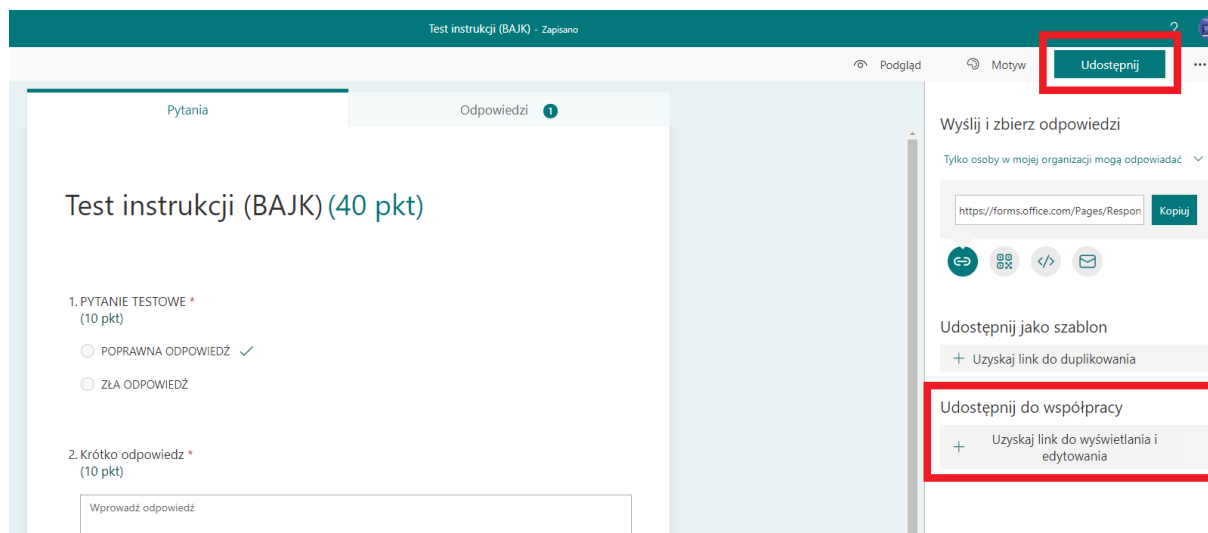 Test instrukcji (BAJK) - Zapisano
?
Podgląd
Motyw
Udostępnij
...
Pytania
Odpowiedzi 1
Test instrukcji (BAJK) (40 pkt)
1. PYTANIE TESTOWE *
(10 pkt)
POPRAWNA ODPOWIEDŹ
ZŁA ODPOWIEDŹ
2. Krótko odpowiedz *
(10 pkt)
Wprowadź odpowiedź
Wyślij i zbierz odpowiedzi
Tylko osoby w mojej organizacji mogą odpowiadać
https://forms.office.com/Pages/Respon
Kopiuj
Udostępnij jako szablon
+ Uzyskaj link do duplikowania
Udostępnij do współpracy
+ Uzyskaj link do wyświetlania i
edytowania